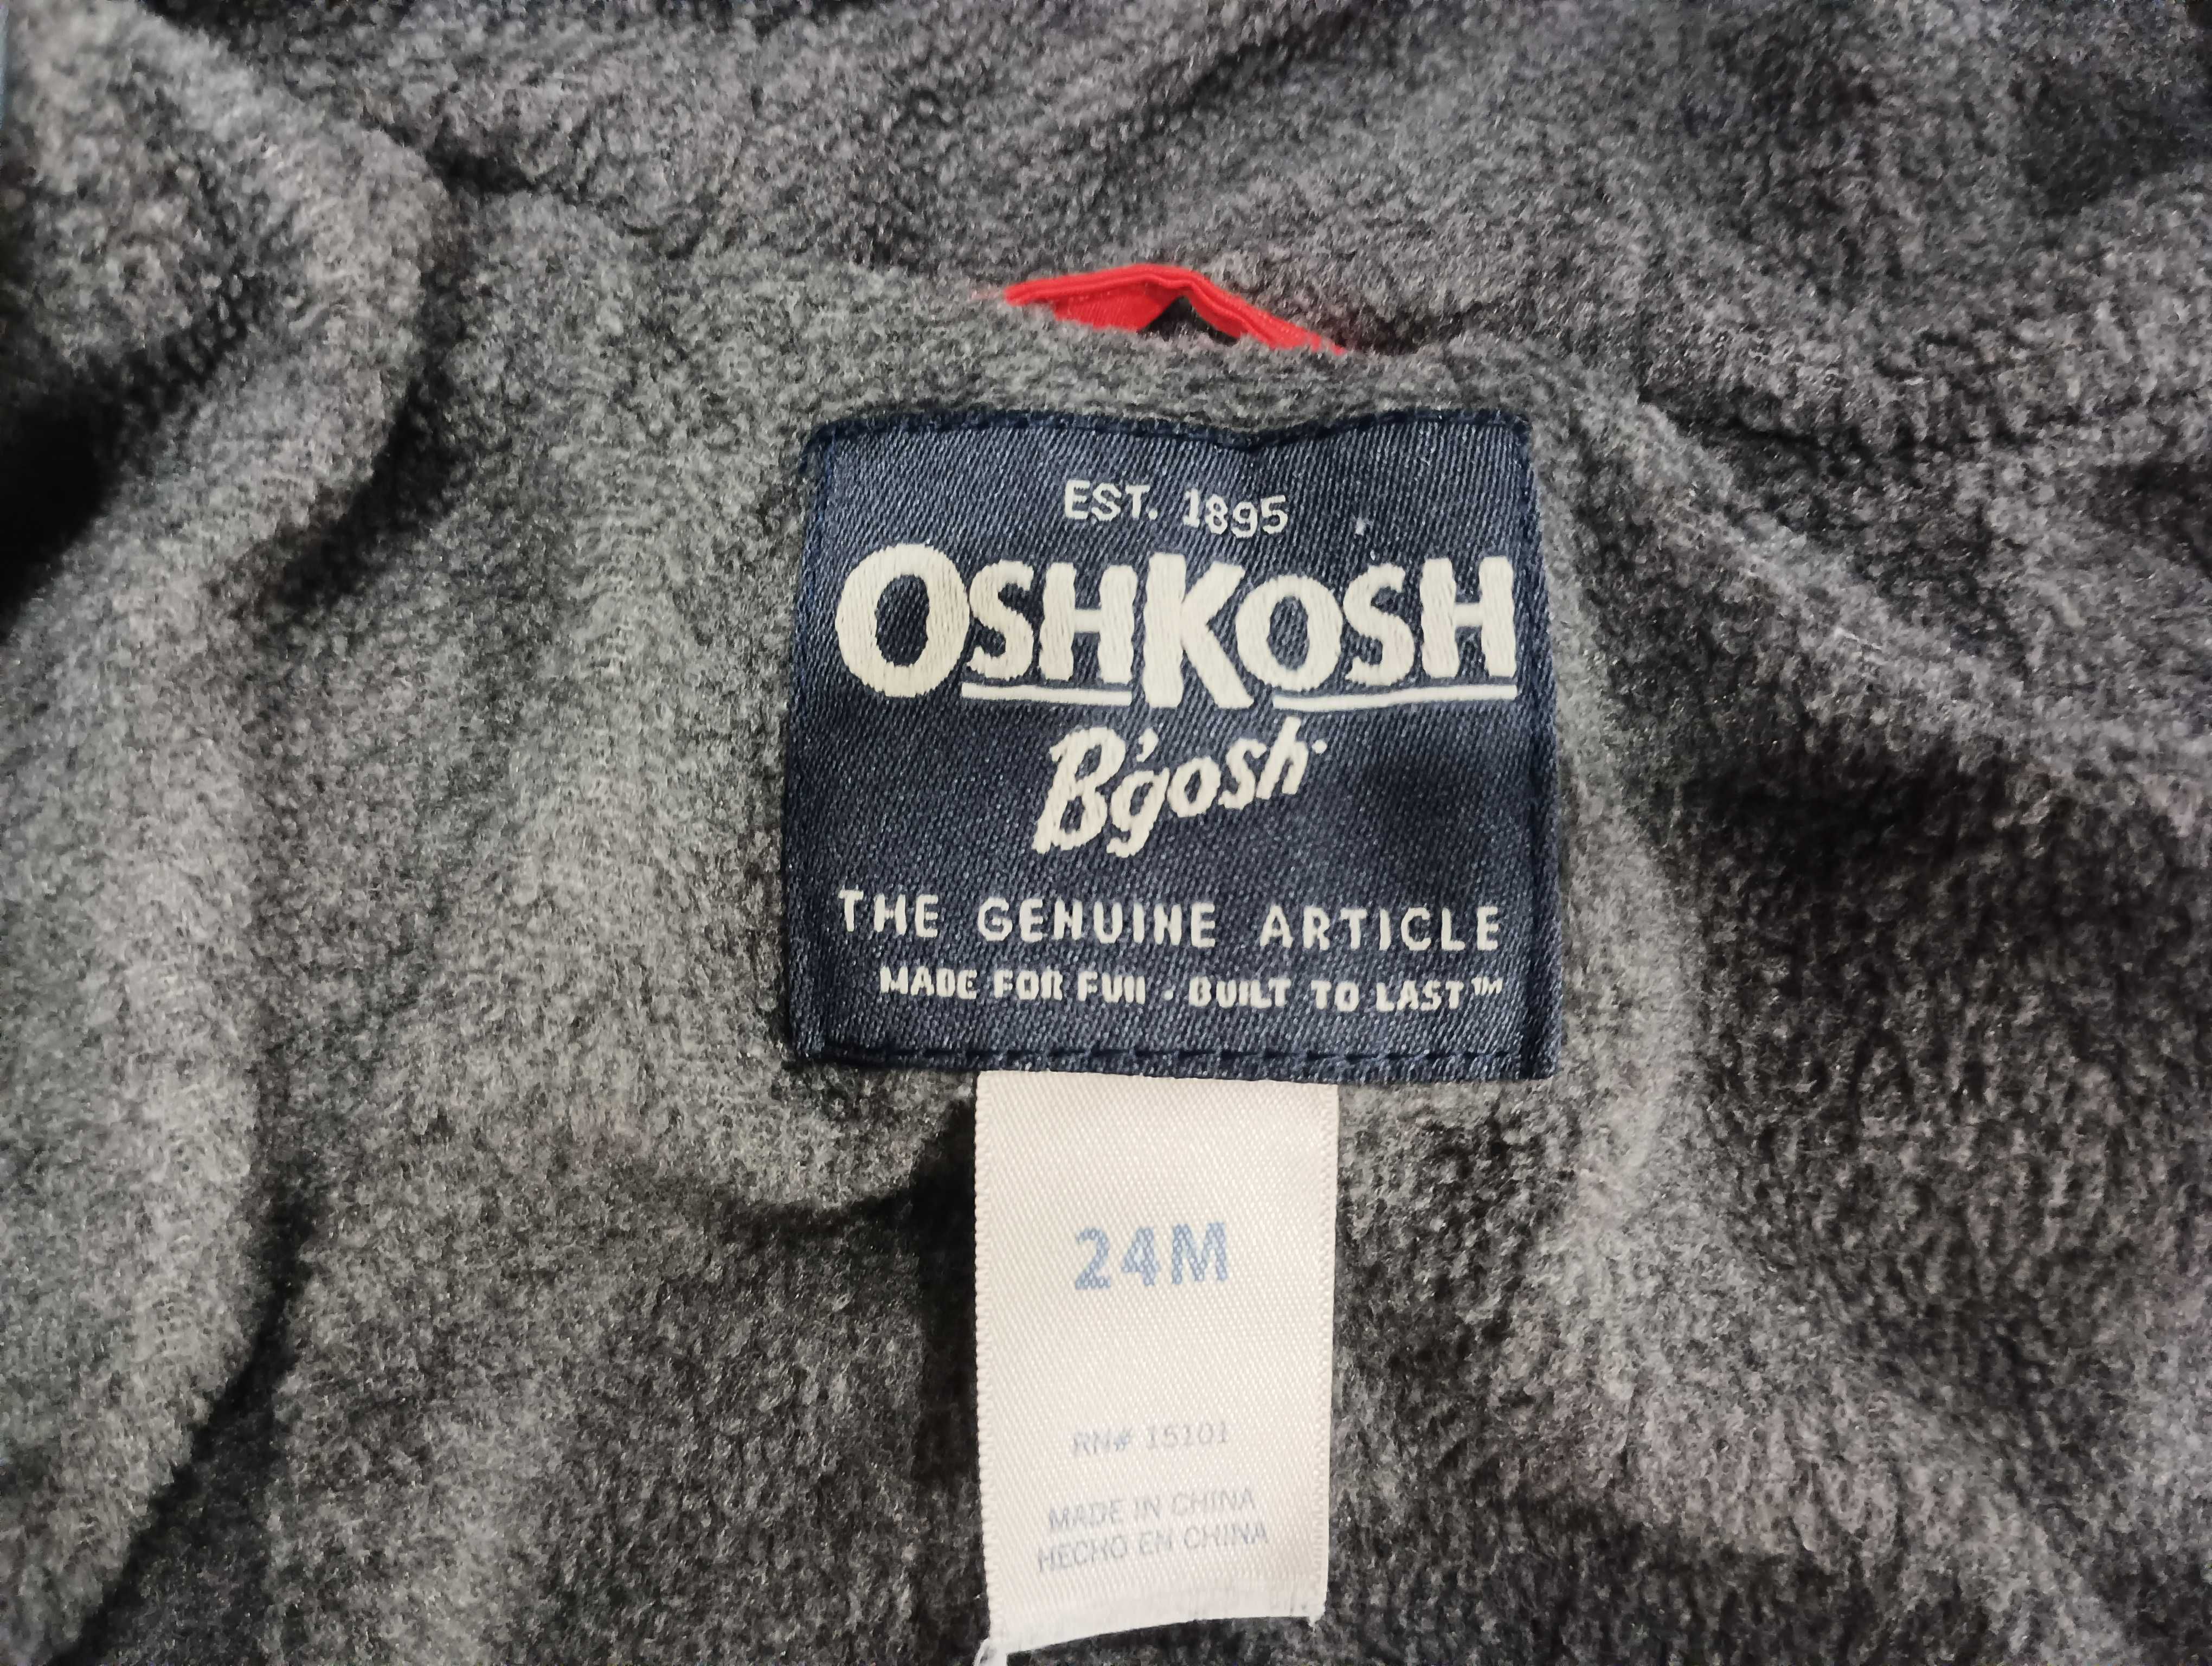 EST. 1895
OSHKOSH
B'gosh
THE GENUINE ARTICLE
MADE FOR FUN · BUILT TO LAST™
24M
RN# 15101
MADE IN CHINA
HECHO EN CHINA